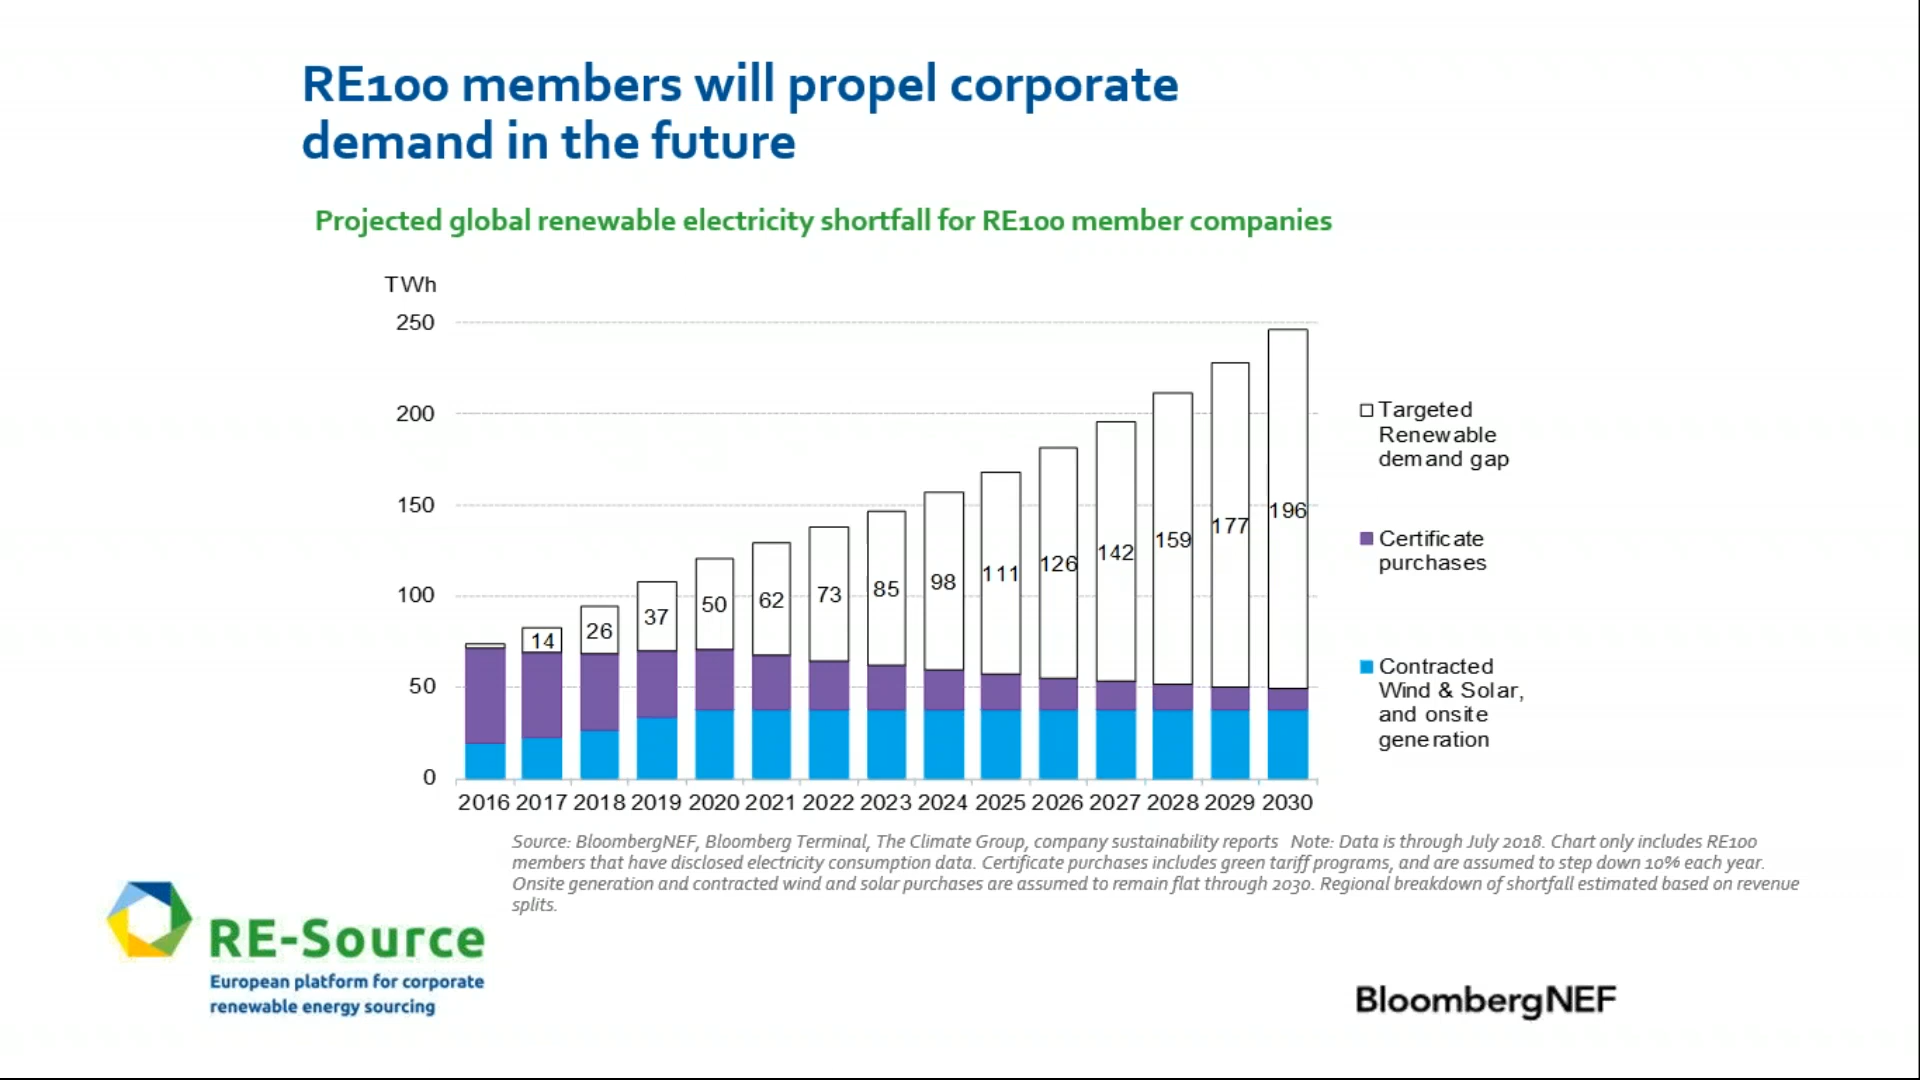 RE100 members will propel corporate
demand in the future
Projected global renewable electricity shortfall for RE100 member companies
TWh
250
200
150
100
50
0
14
26
37
50
62
73
85
98
111
126
142
159
177
196
2016 2017 2018 2019 2020 2021 2022 2023 2024 2025 2026 2027 2028 2029 2030
Targeted
Renewable
demand gap
Certificate
purchases
Contracted
Wind & Solar,
and onsite
generation
Source: BloombergNEF, Bloomberg Terminal, The Climate Group, company sustainability reports Note: Data is through July 2018. Chart only includes RE100
members that have disclosed electricity consumption data. Certificate purchases includes green tariff programs, and are assumed to step down 10% each year.
Onsite generation and contracted wind and solar purchases are assumed to remain flat through 2030. Regional breakdown of shortfall estimated based on revenue
splits.
RE-Source
European platform for corporate
renewable energy sourcing
BloombergNEF